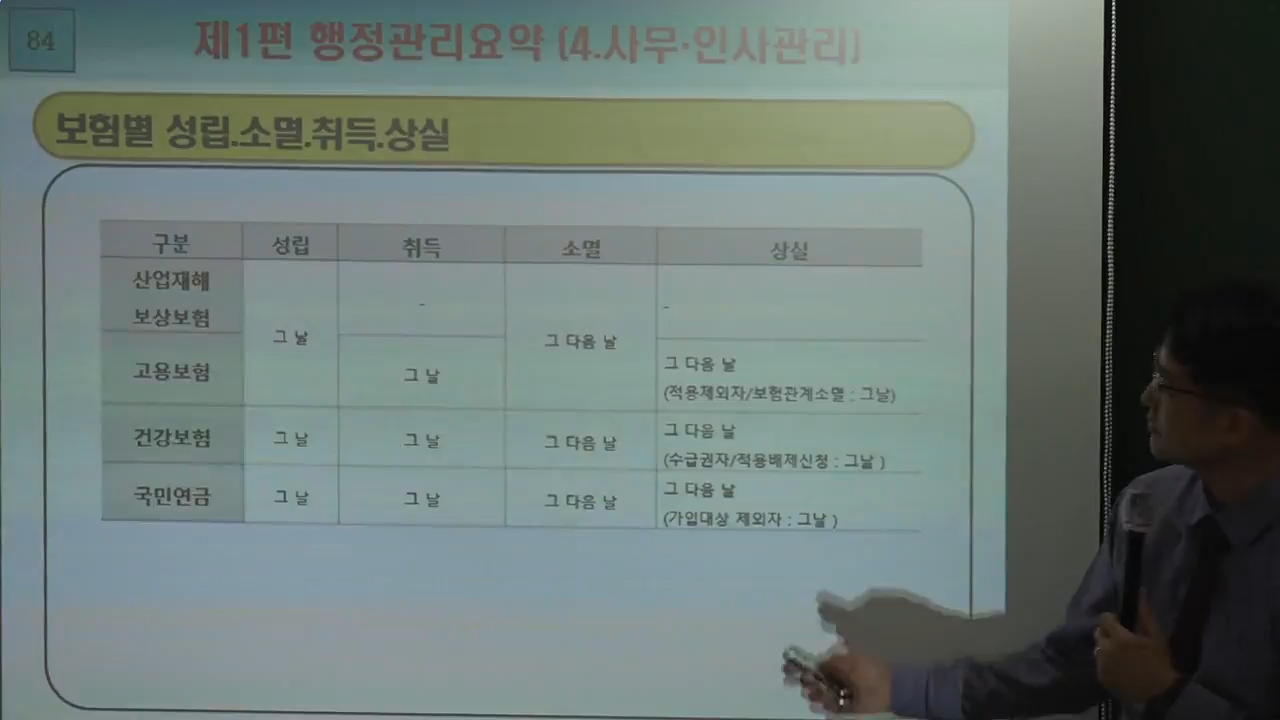 84
제1편 행정관리요약 (4.사무·인사관리)
보험별 성립.소멸.취득.상실
구분 성립 취득 소멸 상실
산업재해
보상보험
- -
그 날 그 다음 날
고용보험 그 날 그 다음 날
(적용제외자/보험관계소멸 : 그날)
건강보험 그 날 그 날 그 다음 날 그 다음 날
(수급권자/적용배제신청 : 그날 )
국민연금 그 날 그 날 그 다음 날 그 다음 날
(가입대상 제외자 : 그날 )